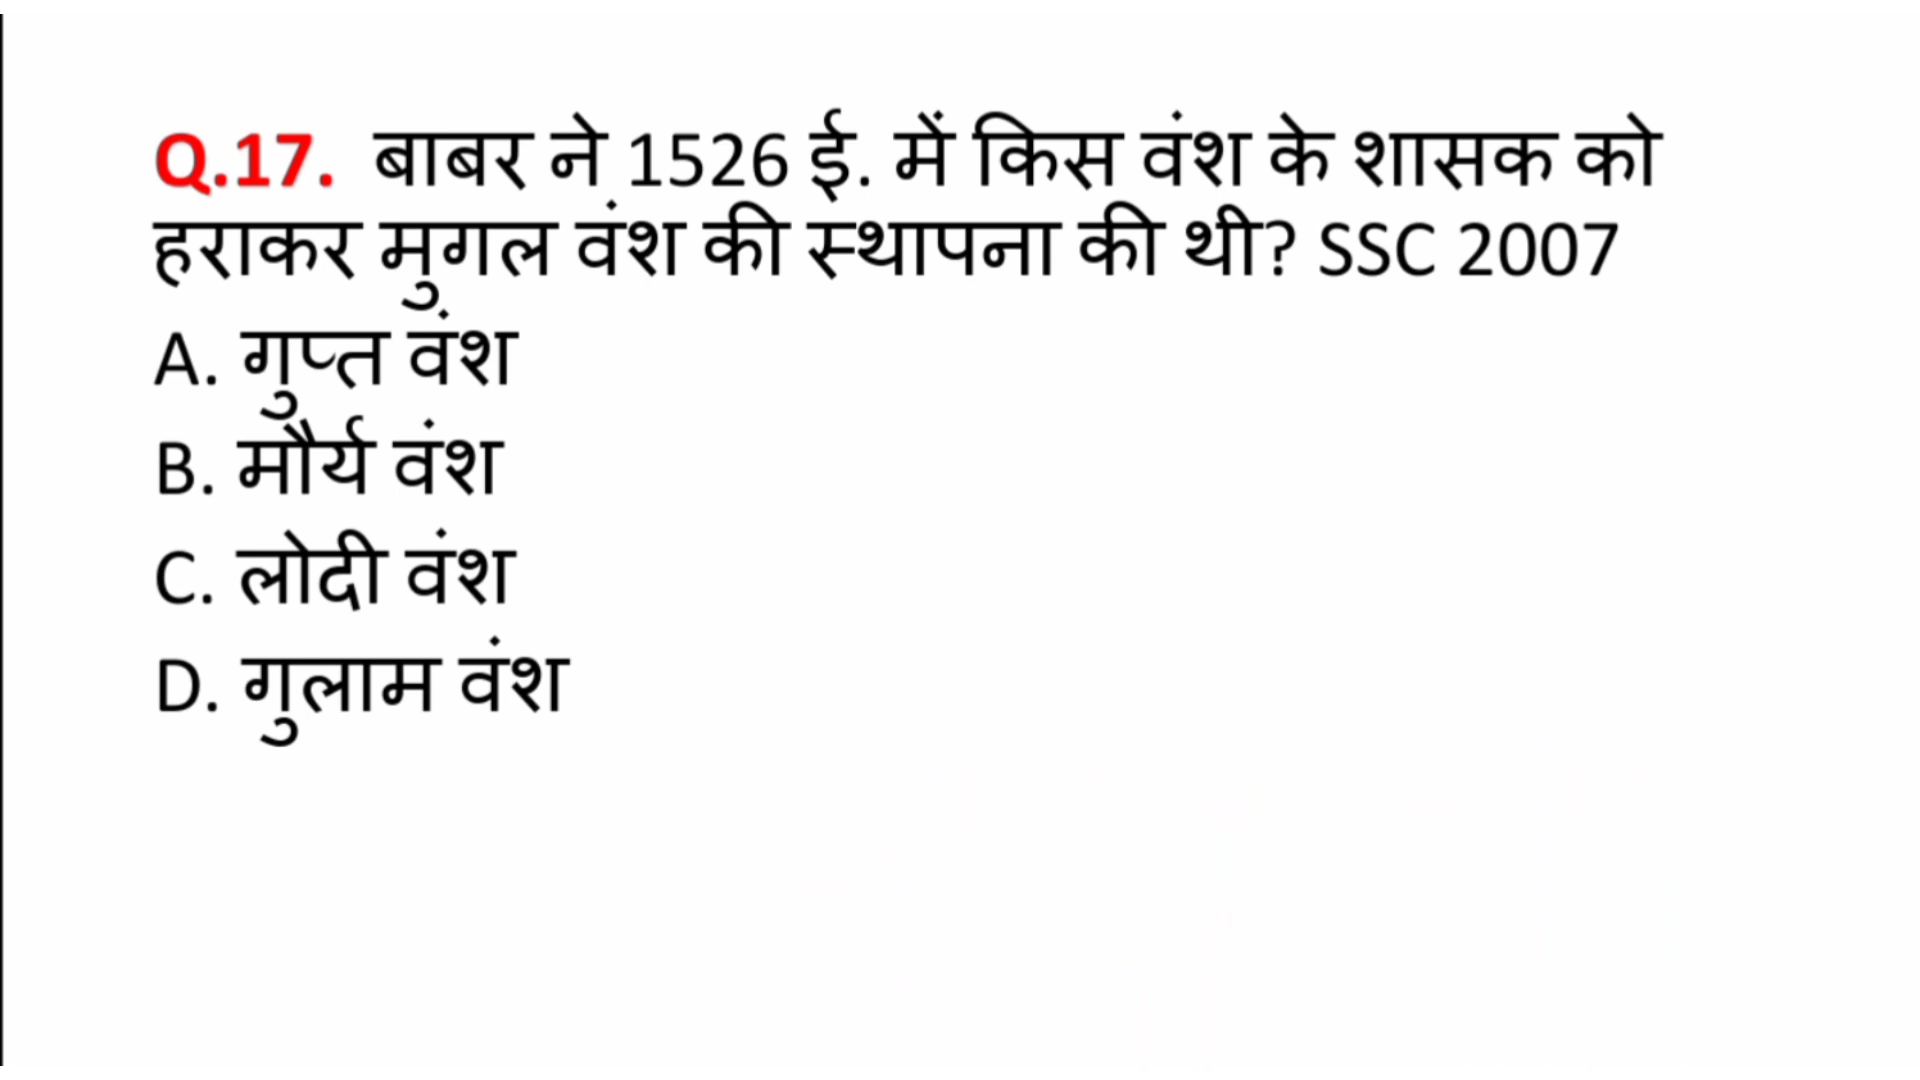 Q.17. बाबर ने 1526 ई. में किस वंश के शासक को
हराकर मुगल वंश की स्थापना की थी? SSC 2007
A. गुप्त वंश
B. मौर्य वंश
C. लोदी वंश
D. गुलाम वंश